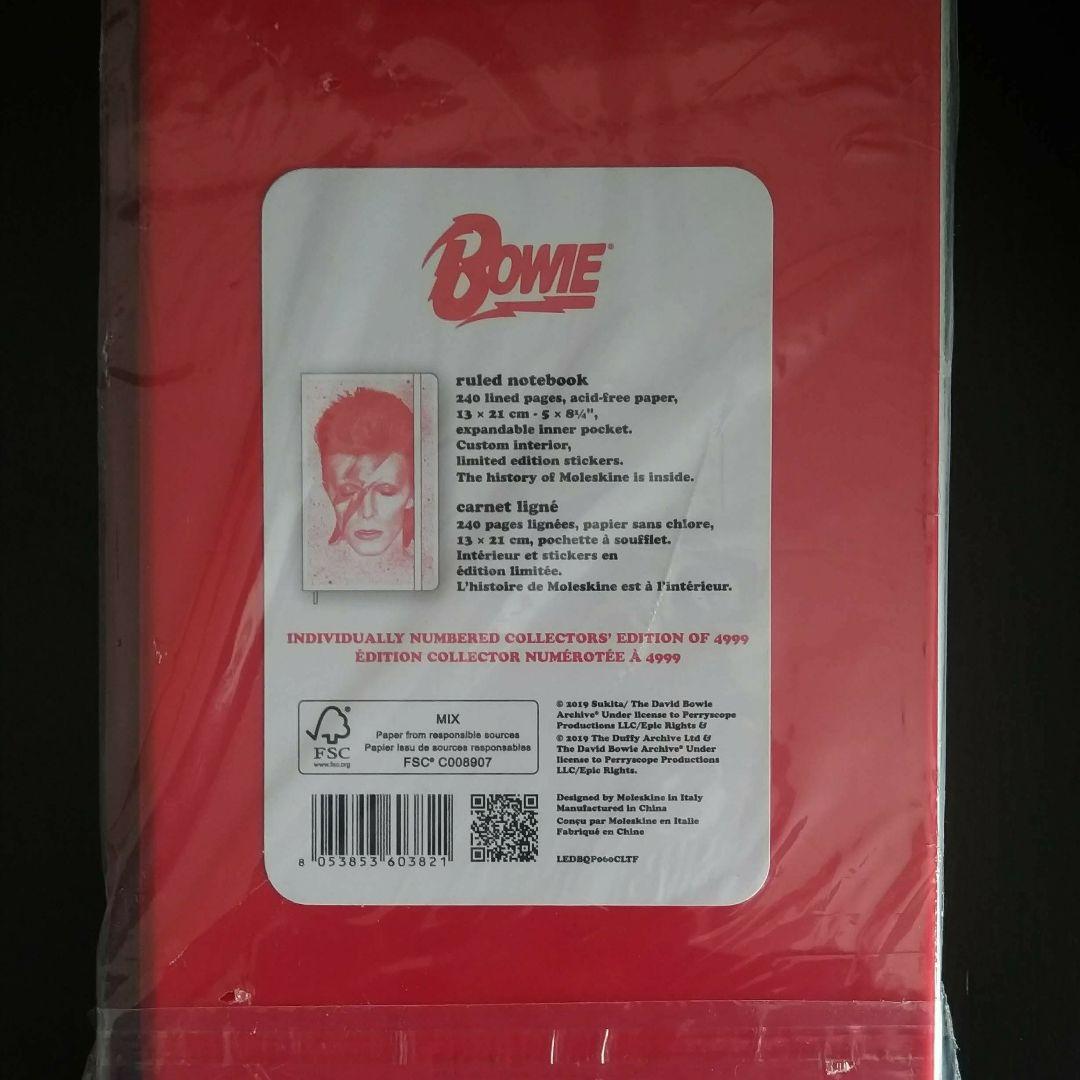 BOWIE®
ruled notebook
240 lined pages, acid-free paper,
13 × 21 cm - 5 × 8¼",
expandable inner pocket.
Custom interior,
limited edition stickers.
The history of Moleskine is inside.
carnet ligné
240 pages lignées, papier sans chlore,
13 × 21 cm, pochette à soufflet.
Intérieur et stickers en
édition limitée.
L'histoire de Moleskine est à l'intérieur.
INDIVIDUALLY NUMBERED COLLECTORS' EDITION OF 4999
ÉDITION COLLECTOR NUMÉROTÉE À 4999
FSC
www.fsc.org
MIX
Paper from responsible sources
Papier issu de sources responsables
FSC® C008907
© 2019 Sukita/ The David Bowie
Archive® Under license to Perryscope
Productions LLC/Epic Rights &
© 2019 The Duffy Archive Ltd &
The David Bowie Archive® Under
license to Perryscope Productions
LLC/Epic Rights.
Designed by Moleskine in Italy
Manufactured in China
Conçu par Moleskine en Italie
Fabriqué en Chine
LEDBQP060CLTF
8 053853 603821